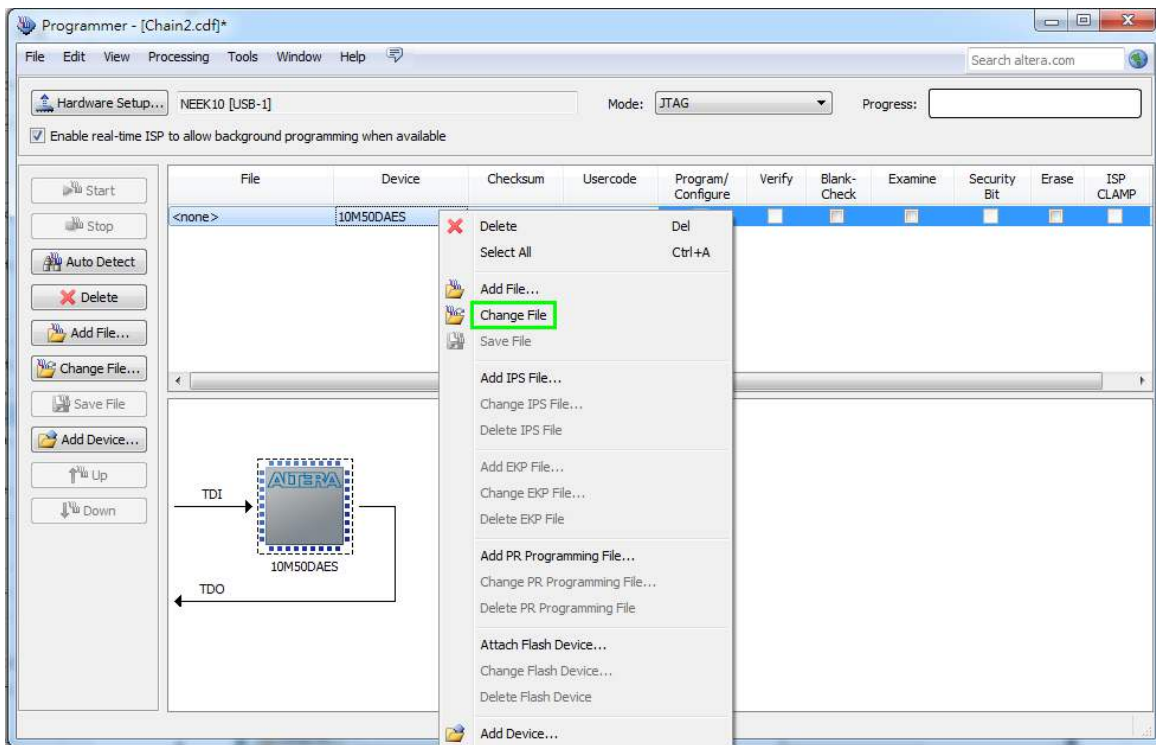 Programmer - [Chain2.cdf]*
File Edit View Processing Tools Window Help Search altera.com
Hardware Setup... NEEK10 [USB-1] Mode: JTAG Progress:
Enable real-time ISP to allow background programming when available
File Device Checksum Usercode Program/ Configure Verify Blank- Check Examine Security Bit Erase ISP CLAMP
<none> 10M50DAES
Start
Stop
Auto Detect
Delete
Add File...
Change File...
Save File
Add Device...
Up
Down
Delete Del
Select All Ctrl+A
Add File...
Change File
Save File
Add IPS File...
Change IPS File...
Delete IPS File
Add EKP File...
Change EKP File...
Delete EKP File
Add PR Programming File...
Change PR Programming File...
Delete PR Programming File
Attach Flash Device...
Change Flash Device...
Delete Flash Device
Add Device...
TDI
ALTERA
10M50DAES
TDO